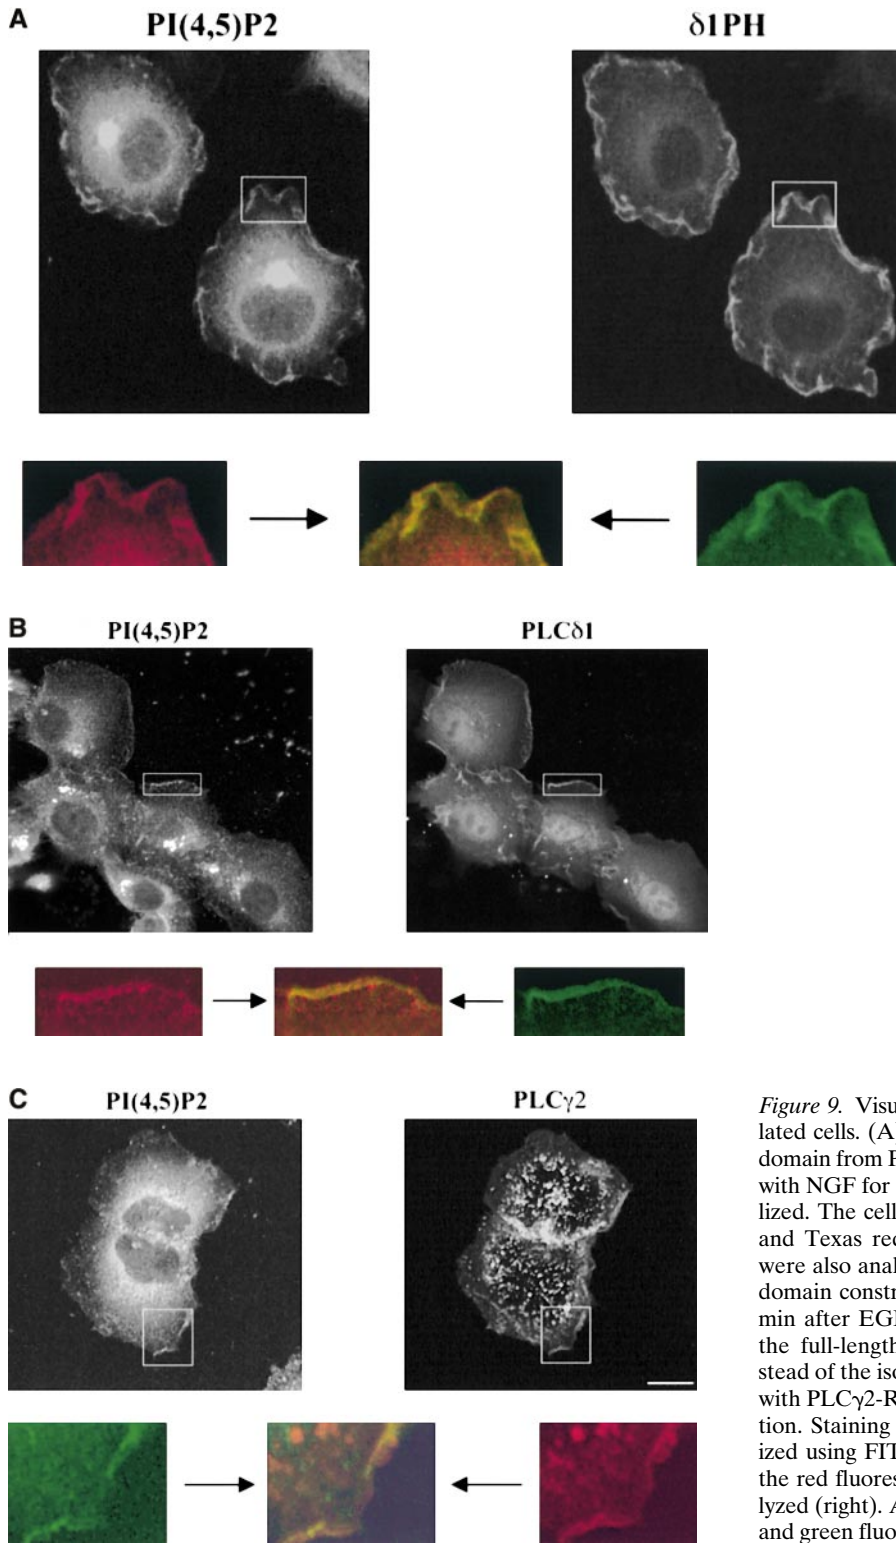 A
PI(4,5)P2
δ1PH
B
PI(4,5)P2
PLCδ1
C
PI(4,5)P2
PLCγ2
Figure 9. Visu
lated cells. (A
domain from P
with NGF for
lized. The cell
and Texas red
were also anal
domain constr
min after EGF
the full-length
stead of the iso
with PLCγ2-R
tion. Staining
ized using FIT
the red fluores
lyzed (right). A
and green fluo